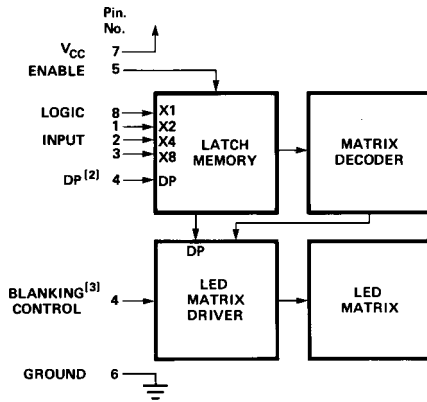 Pin.
No.
VCC 7
ENABLE 5
LOGIC 8 X1
1 X2
INPUT 2 X4
3 X8
DP[2] 4 DP
LATCH
MEMORY
MATRIX
DECODER
DP
BLANKING[3]
CONTROL 4
LED
MATRIX
DRIVER
LED
MATRIX
GROUND 6